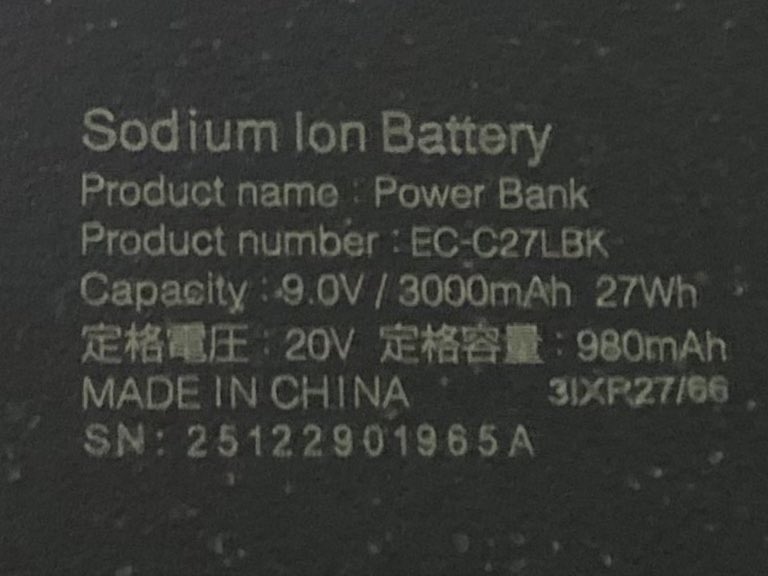 Sodium Ion Battery
Product name : Power Bank
Product number : EC-C27LBK
Capacity : 9.0V / 3000mAh 27Wh
定格電圧 : 20V 定格容量 : 980mAh
MADE IN CHINA 3IXR27/66
SN: 25122901965A